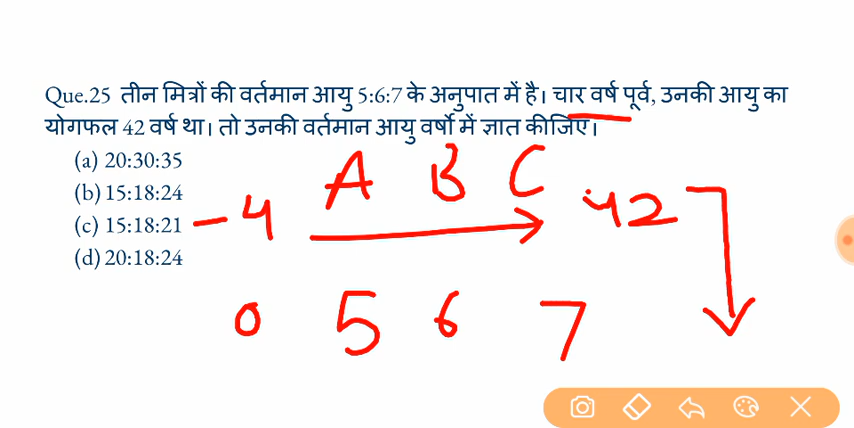 Que.25 तीन मित्रों की वर्तमान आयु 5:6:7 के अनुपात में है। चार वर्ष पूर्व, उनकी आयु का
योगफल 42 वर्ष था। तो उनकी वर्तमान आयु वर्षो में ज्ञात कीजिए।
(a) 20:30:35
(b) 15:18:24
(c) 15:18:21
(d) 20:18:24
A B C
-4 42
0 5 6 7